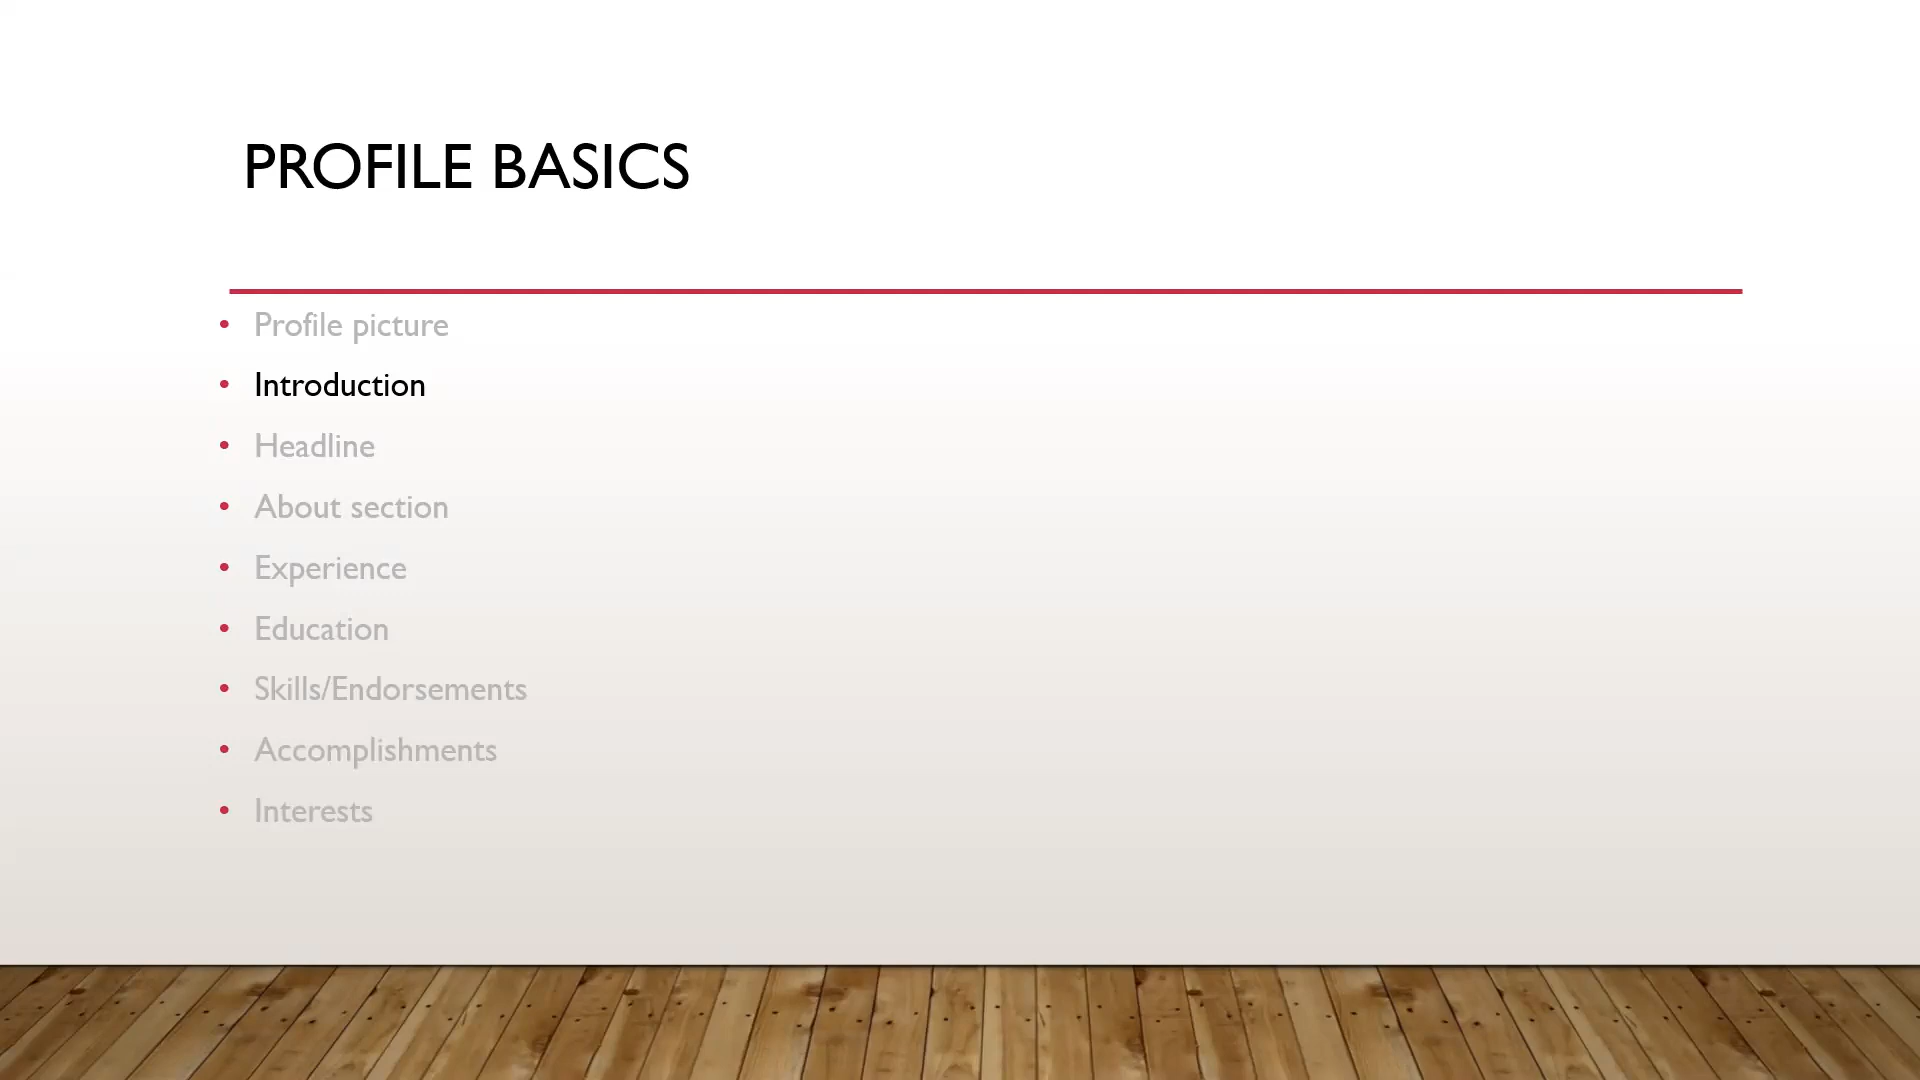 PROFILE BASICS
• Profile picture
• Introduction
• Headline
• About section
• Experience
• Education
• Skills/Endorsements
• Accomplishments
• Interests